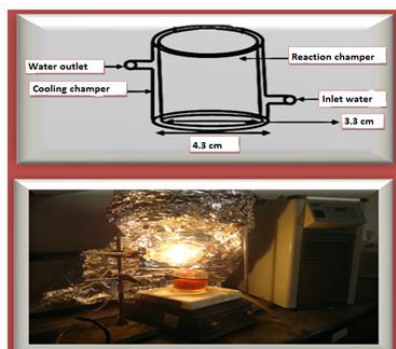 Water outlet
Reaction champer
Cooling champer
Inlet water
3.3 cm
4.3 cm